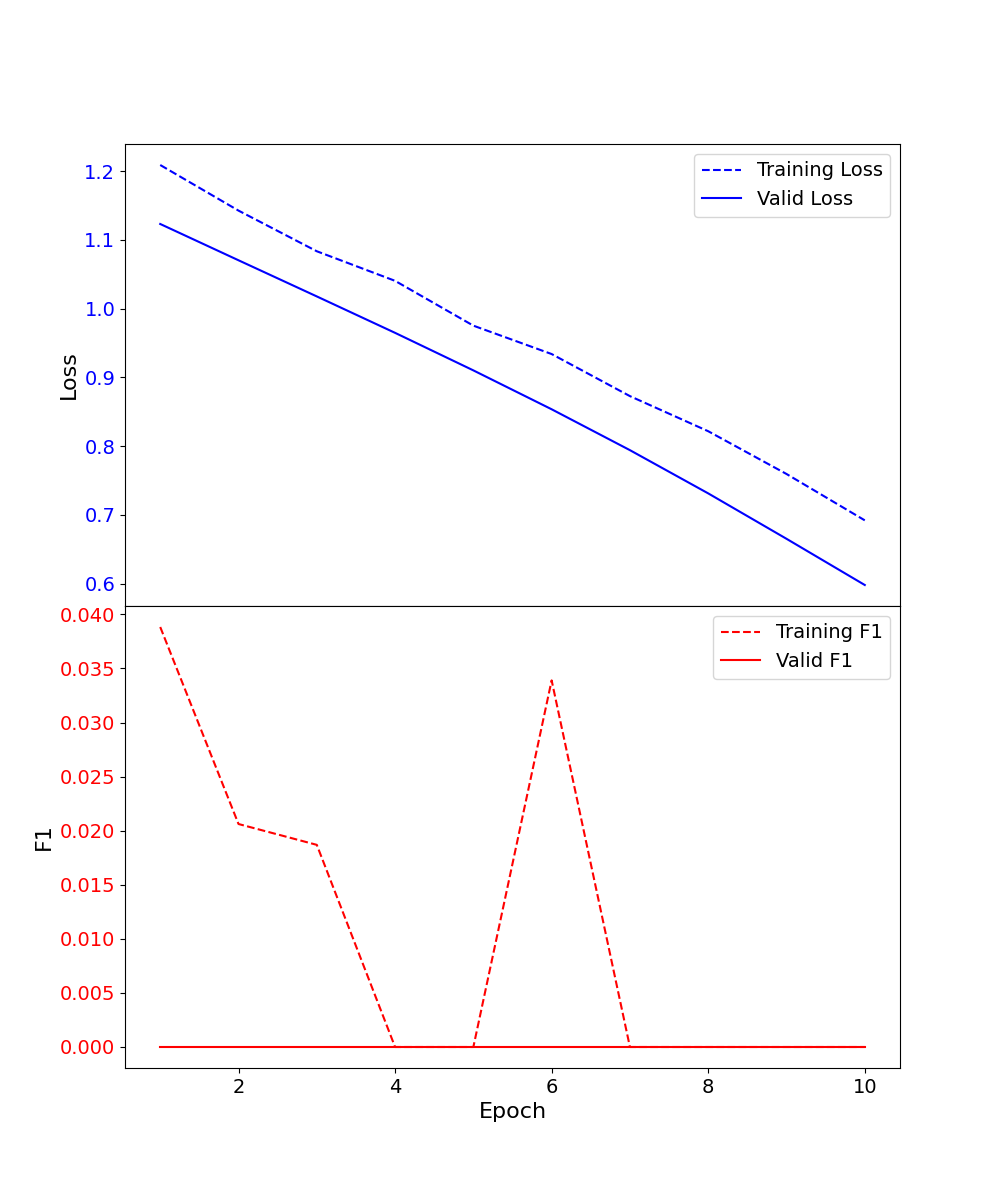 1.2
1.1
1.0
0.9
0.8
0.7
0.6
Loss
Training Loss
Valid Loss
0.040
0.035
0.030
0.025
0.020
0.015
0.010
0.005
0.000
F1
Training F1
Valid F1
2 4 6 8 10
Epoch